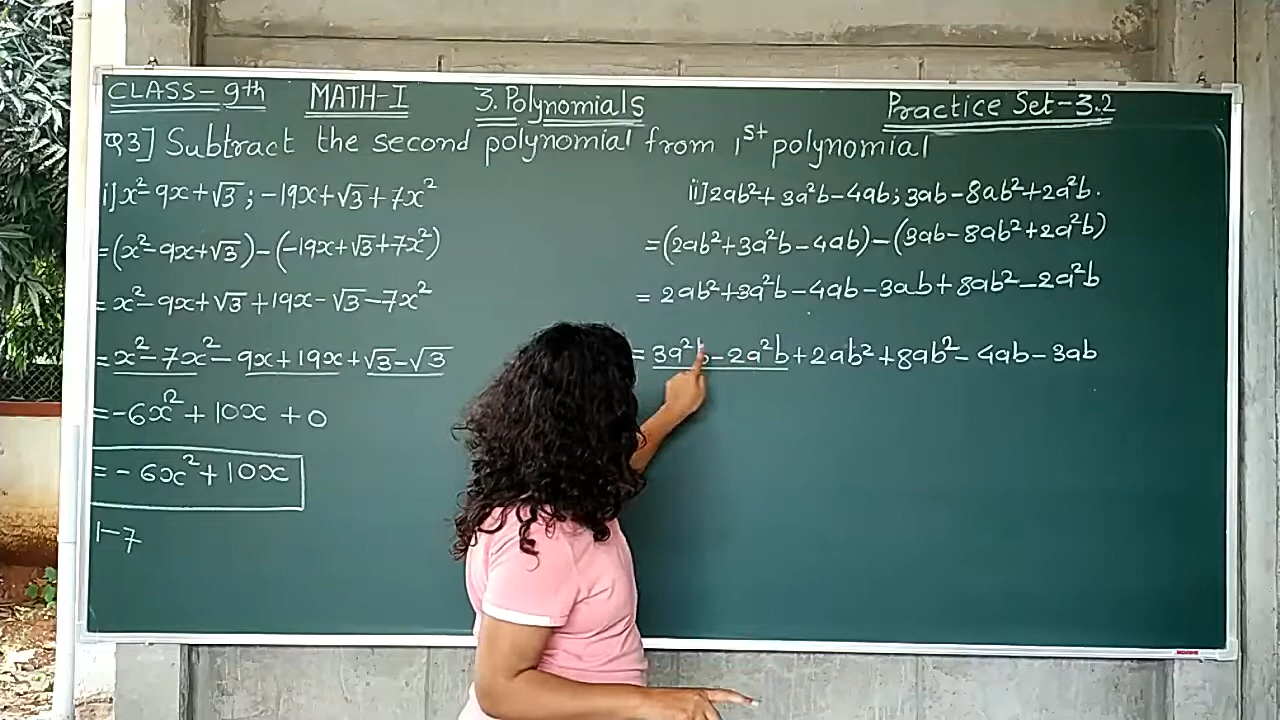 CLASS-9th MATH-I 3. Polynomials Practice Set-3.2
Q3] Subtract the second polynomial from 1st polynomial
i] x²-9x+√3 ; -19x+√3+7x²
=(x²-9x+√3)-(-19x+√3+7x²)
= x²-9x+√3+19x-√3-7x²
= x²-7x²-9x+19x+√3-√3
=-6x²+10x+0
=-6x²+10x
1-7
ii] 2ab²+3a²b-4ab; 3ab-8ab²+2a²b.
=(2ab²+3a²b-4ab)-(3ab-8ab²+2a²b)
= 2ab²+3a²b-4ab-3ab+8ab²-2a²b
= 3a²b-2a²b+2ab²+8ab²-4ab-3ab